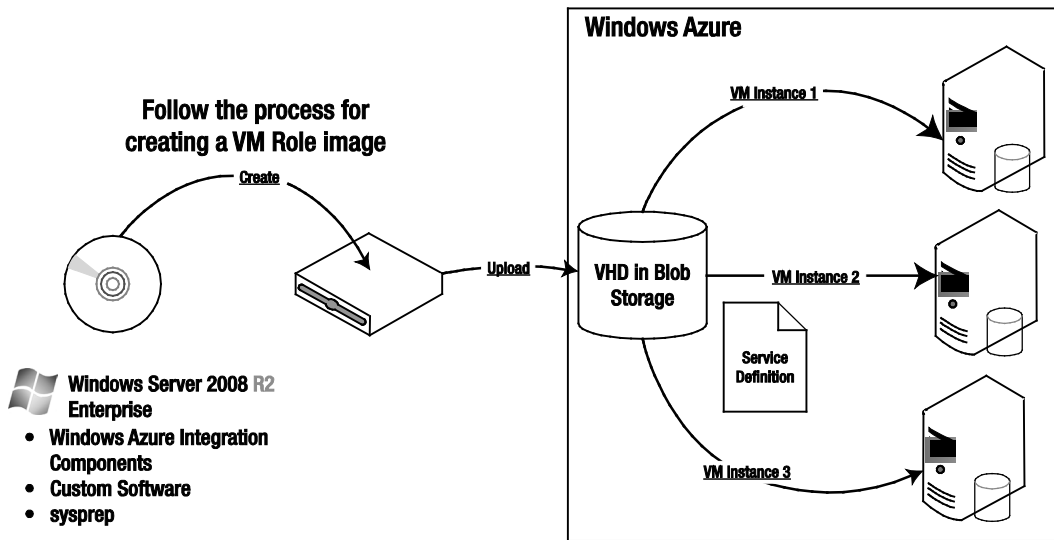 Windows Azure
Follow the process for
creating a VM Role image
Create
Upload
VHD in Blob
Storage
VM Instance 1
VM Instance 2
Service
Definition
VM Instance 3
Windows Server 2008 R2
Enterprise
• Windows Azure Integration
Components
• Custom Software
• sysprep